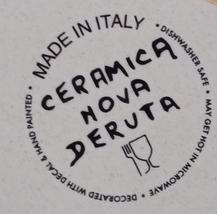 MADE IN ITALY
• DISHWASHER SAFE • MAY GET HOT IN MICROWAVE • DECORATED WITH DECAL & HAND PAINTED •
CERAMICA
NOVA
DERUTA